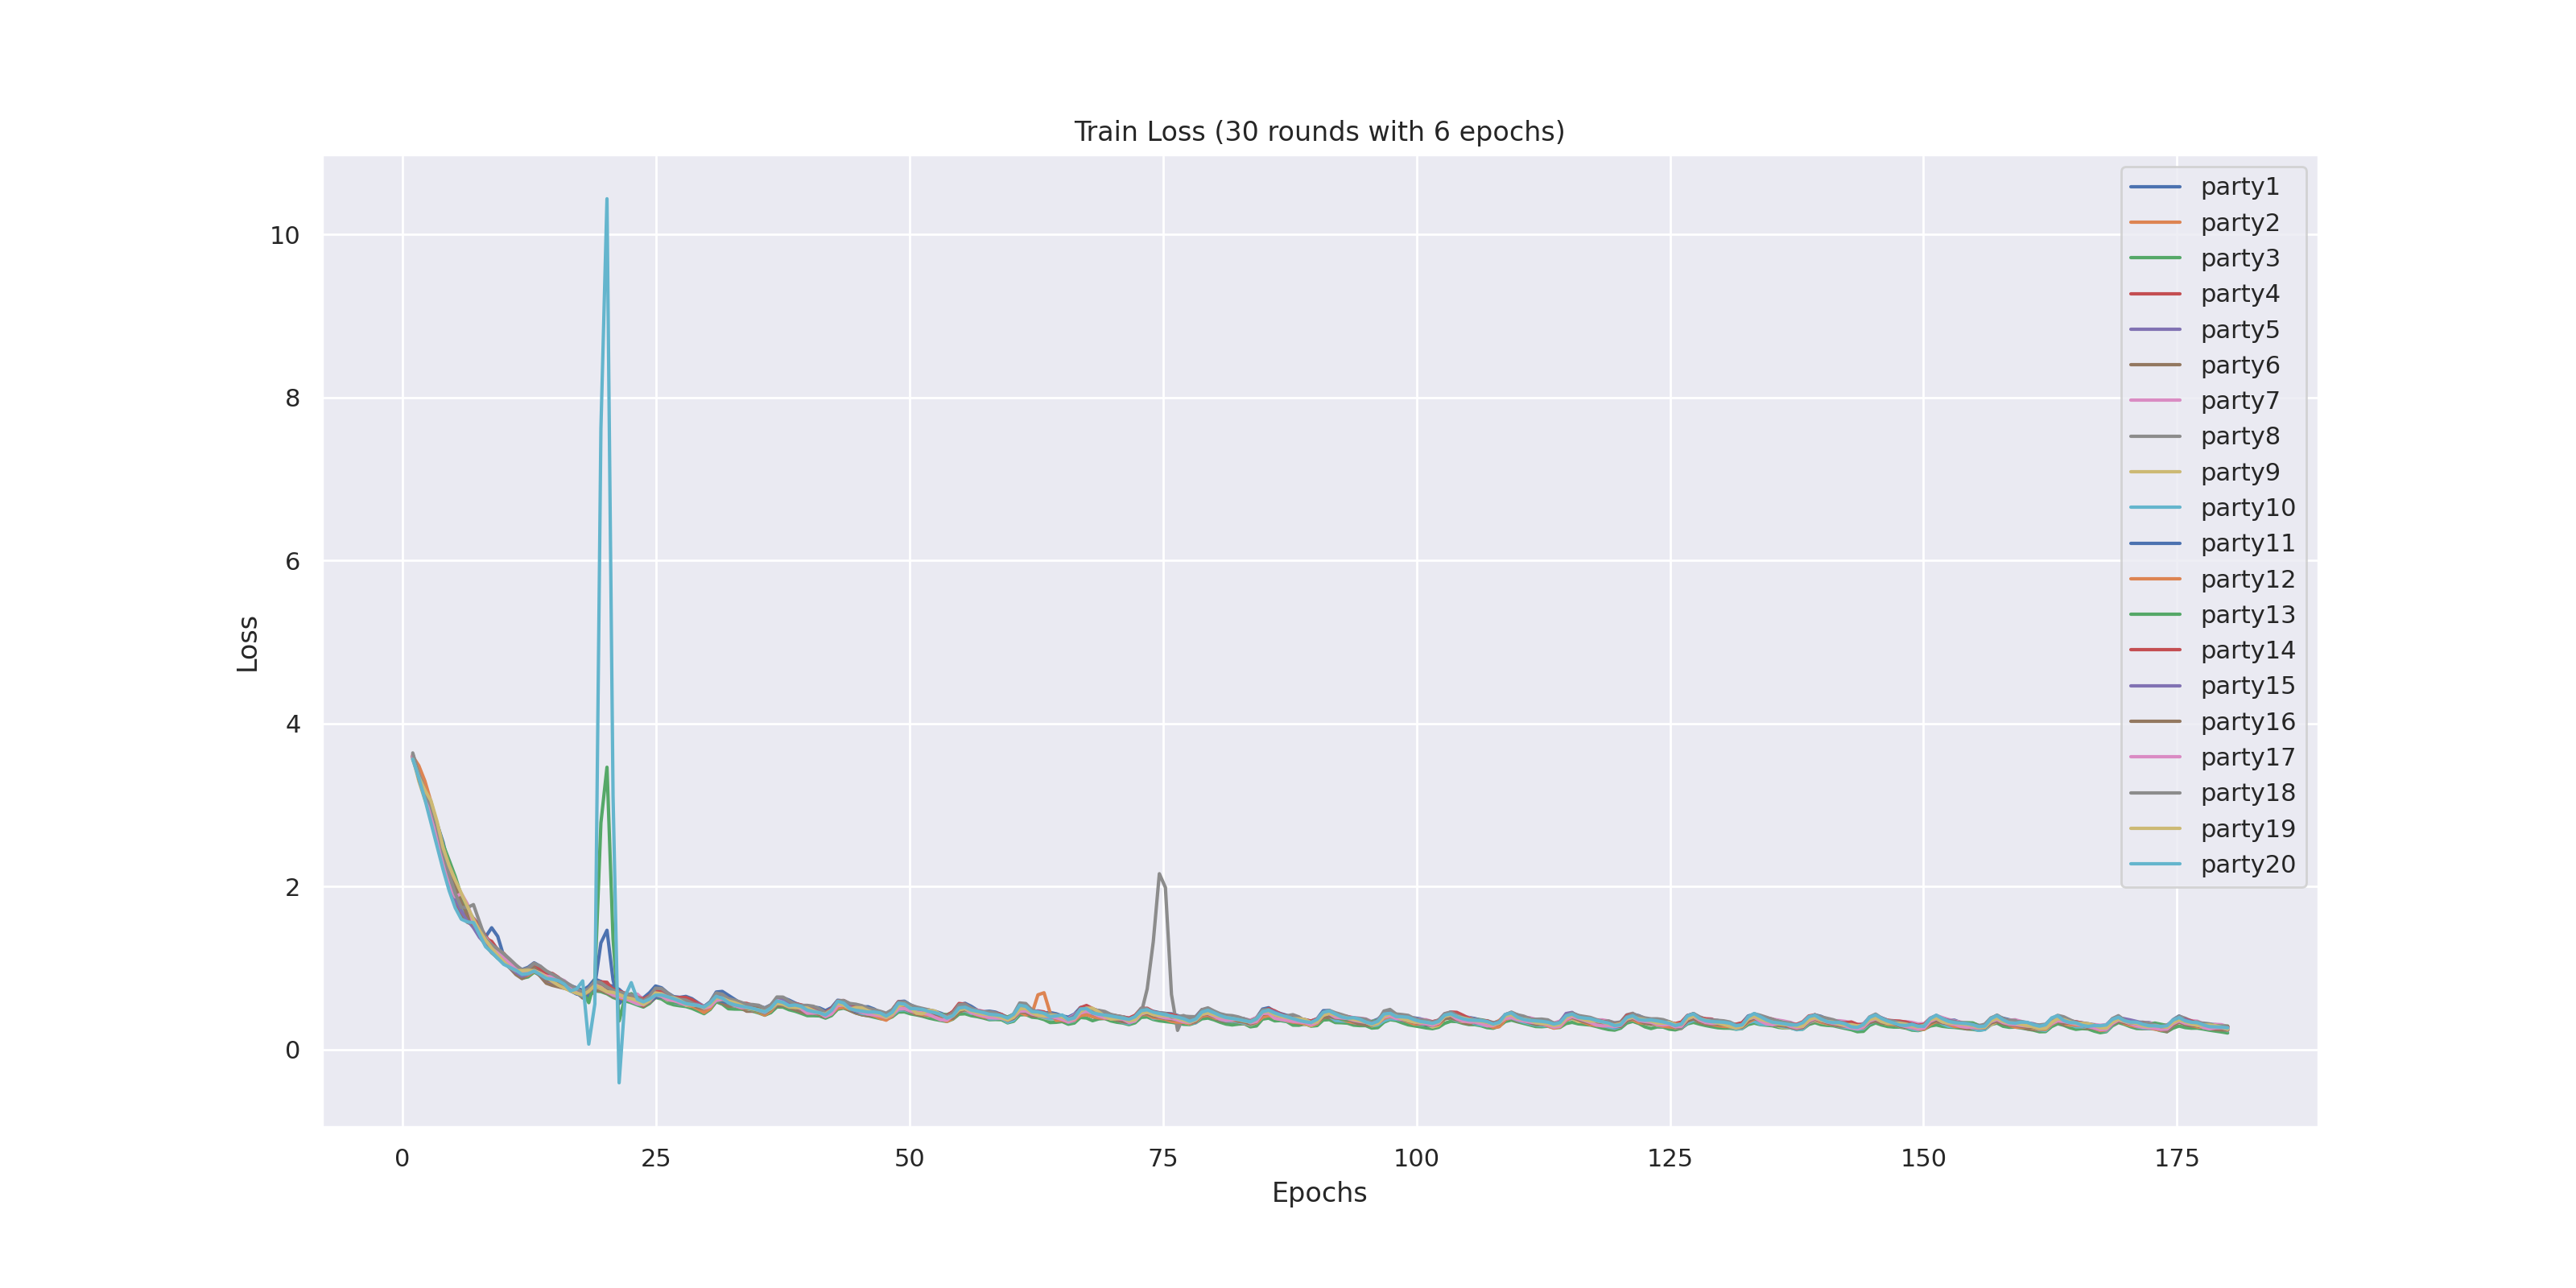 Train Loss (30 rounds with 6 epochs)
10
8
6
4
2
0
Loss
0 25 50 75 100 125 150 175
Epochs
party1
party2
party3
party4
party5
party6
party7
party8
party9
party10
party11
party12
party13
party14
party15
party16
party17
party18
party19
party20